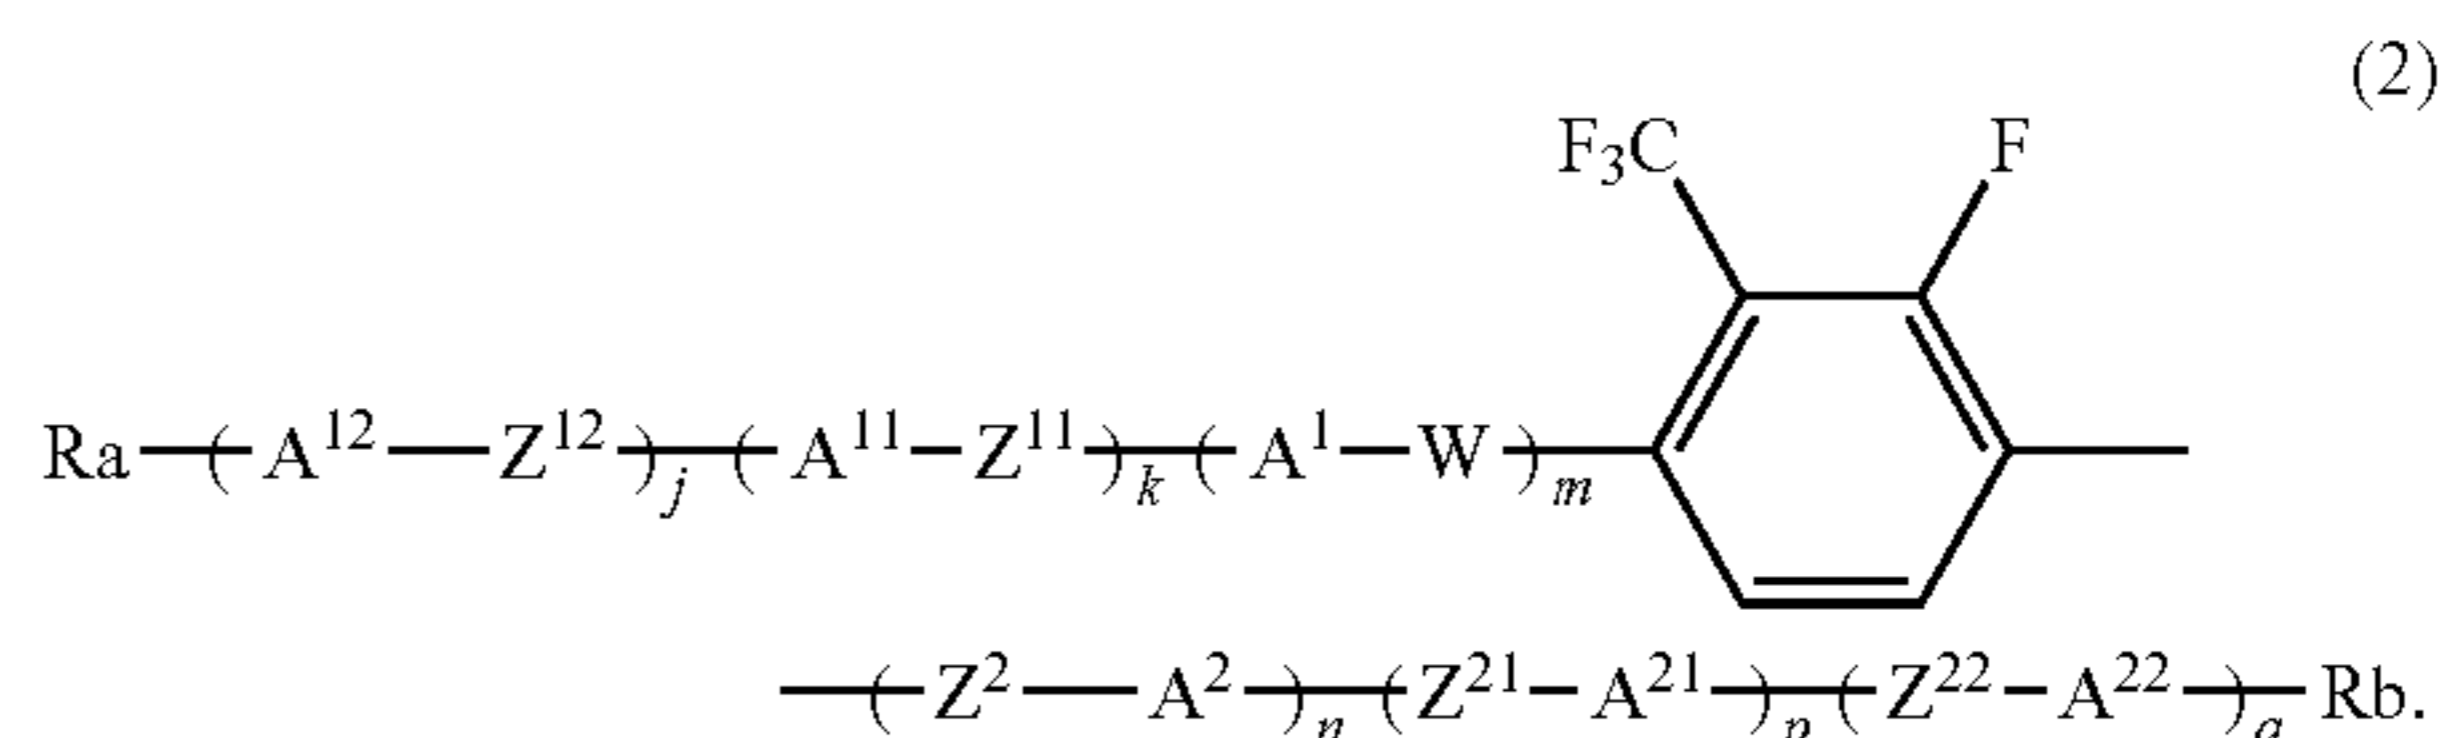 (2)
F₃C F
Ra—(A¹²—Z¹²)ⱼ—(A¹¹—Z¹¹)ₖ—(A¹—W)ₘ—
—(Z²—A²)ₙ—(Z²¹—A²¹)ₚ—(Z²²—A²²)q—Rb.